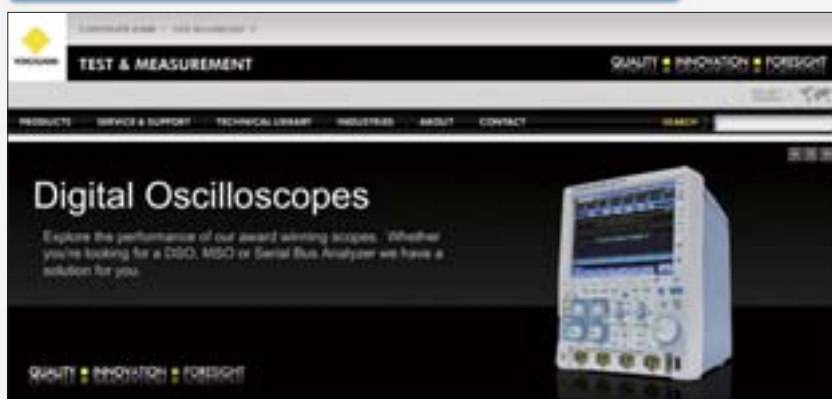 YOKOGAWA
TEST & MEASUREMENT
QUALITY INNOVATION FORESIGHT
PRODUCTS SERVICE & SUPPORT TECHNICAL LIBRARY INDUSTRIES ABOUT CONTACT SEARCH
Digital Oscilloscopes
Explore the performance of our award winning scopes. Whether
you're looking for a DSO, MSO or Serial Bus Analyzer we have a
solution for you.
QUALITY INNOVATION FORESIGHT